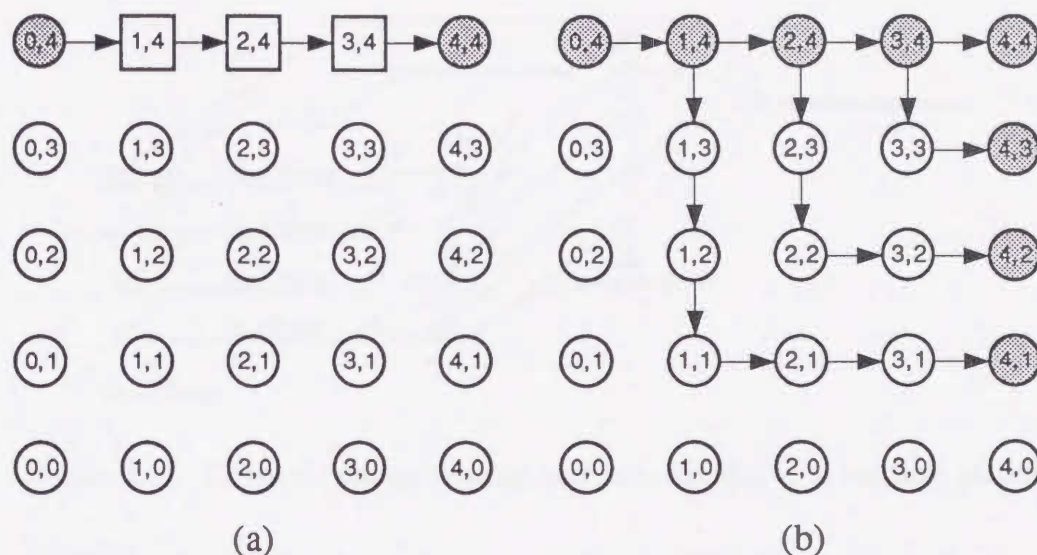 0,4 1,4 2,4 3,4 4,4 0,4 1,4 2,4 3,4 4,4
0,3 1,3 2,3 3,3 4,3 0,3 1,3 2,3 3,3 4,3
0,2 1,2 2,2 3,2 4,2 0,2 1,2 2,2 3,2 4,2
0,1 1,1 2,1 3,1 4,1 0,1 1,1 2,1 3,1 4,1
0,0 1,0 2,0 3,0 4,0 0,0 1,0 2,0 3,0 4,0
(a) (b)